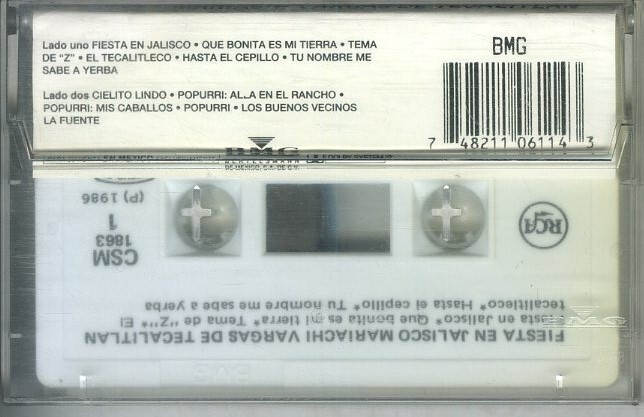 Lado uno FIESTA EN JALISCO • QUE BONITA ES MI TIERRA • TEMA
DE "Z" • EL TECALITLECO • HASTA EL CEPILLO • TU NOMBRE ME
SABE A YERBA
Lado dos CIELITO LINDO • POPURRI: ALLA EN EL RANCHO •
POPURRI: MIS CABALLOS • POPURRI • LOS BUENOS VECINOS
LA FUENTE
BMG
7 48211 06114 3
BMG
FIESTA EN JALISCO MARIACHI VARGAS DE TECALITLAN
en Jalisco* Que bonita es mi tierra* Tema de "Z"* El
tecalitleco* Hasta el cepillo* Tu nombre me sabe a yerba
CSM
1863
1
(P) 1986
RCA
BMG